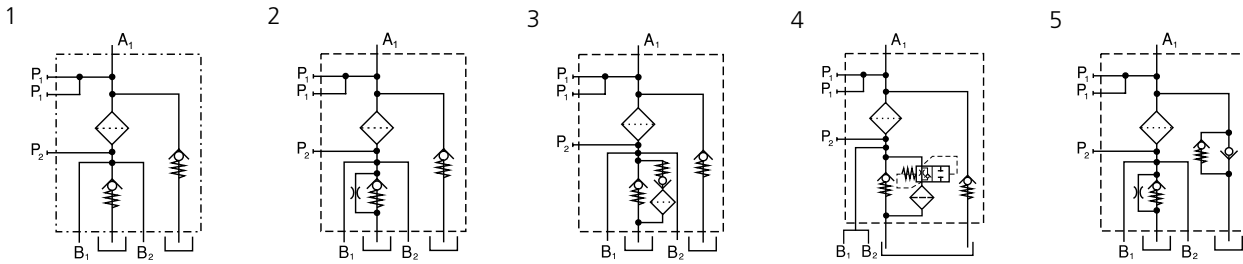 1 2 3 4 5
A₁ A₁ A₁ A₁ A₁
P₁ P₁ P₁ P₁ P₁
P₁ P₁ P₁ P₁ P₁
P₂ P₂ P₂ P₂ P₂
B₁ B₂ B₁ B₂ B₁ B₂ B₁ B₂ B₁ B₂